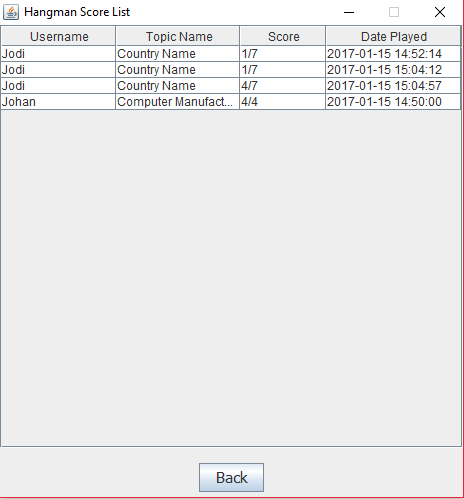 Hangman Score List
Username Topic Name Score Date Played
Jodi Country Name 1/7 2017-01-15 14:52:14
Jodi Country Name 1/7 2017-01-15 15:04:12
Jodi Country Name 4/7 2017-01-15 15:04:57
Johan Computer Manufact... 4/4 2017-01-15 14:50:00
Back